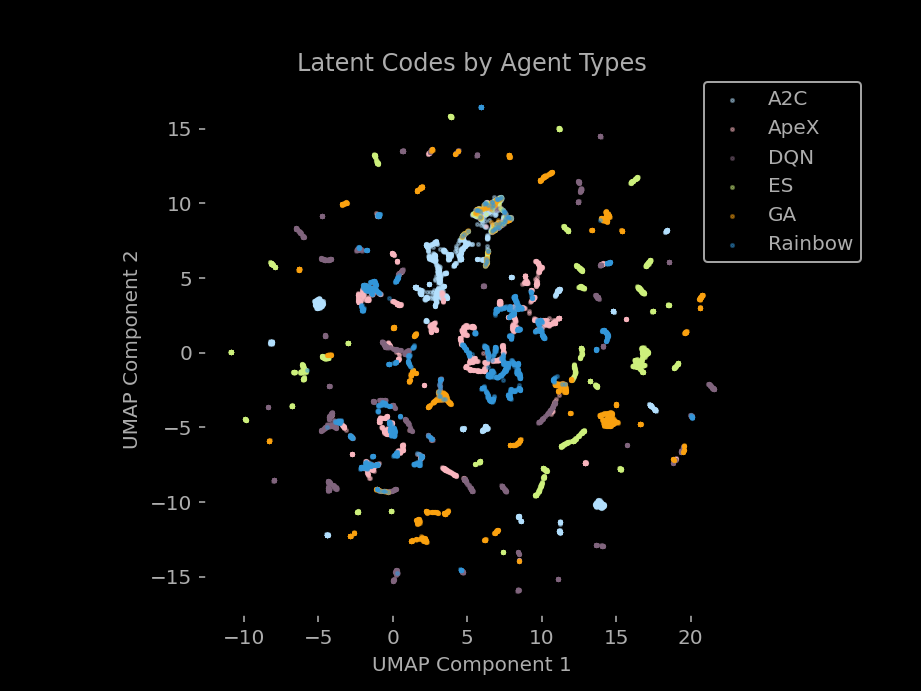 Latent Codes by Agent Types
A2C
ApeX
DQN
ES
GA
Rainbow
15
10
5
0
−5
−10
−15
UMAP Component 2
−10
−5
0
5
10
15
20
UMAP Component 1